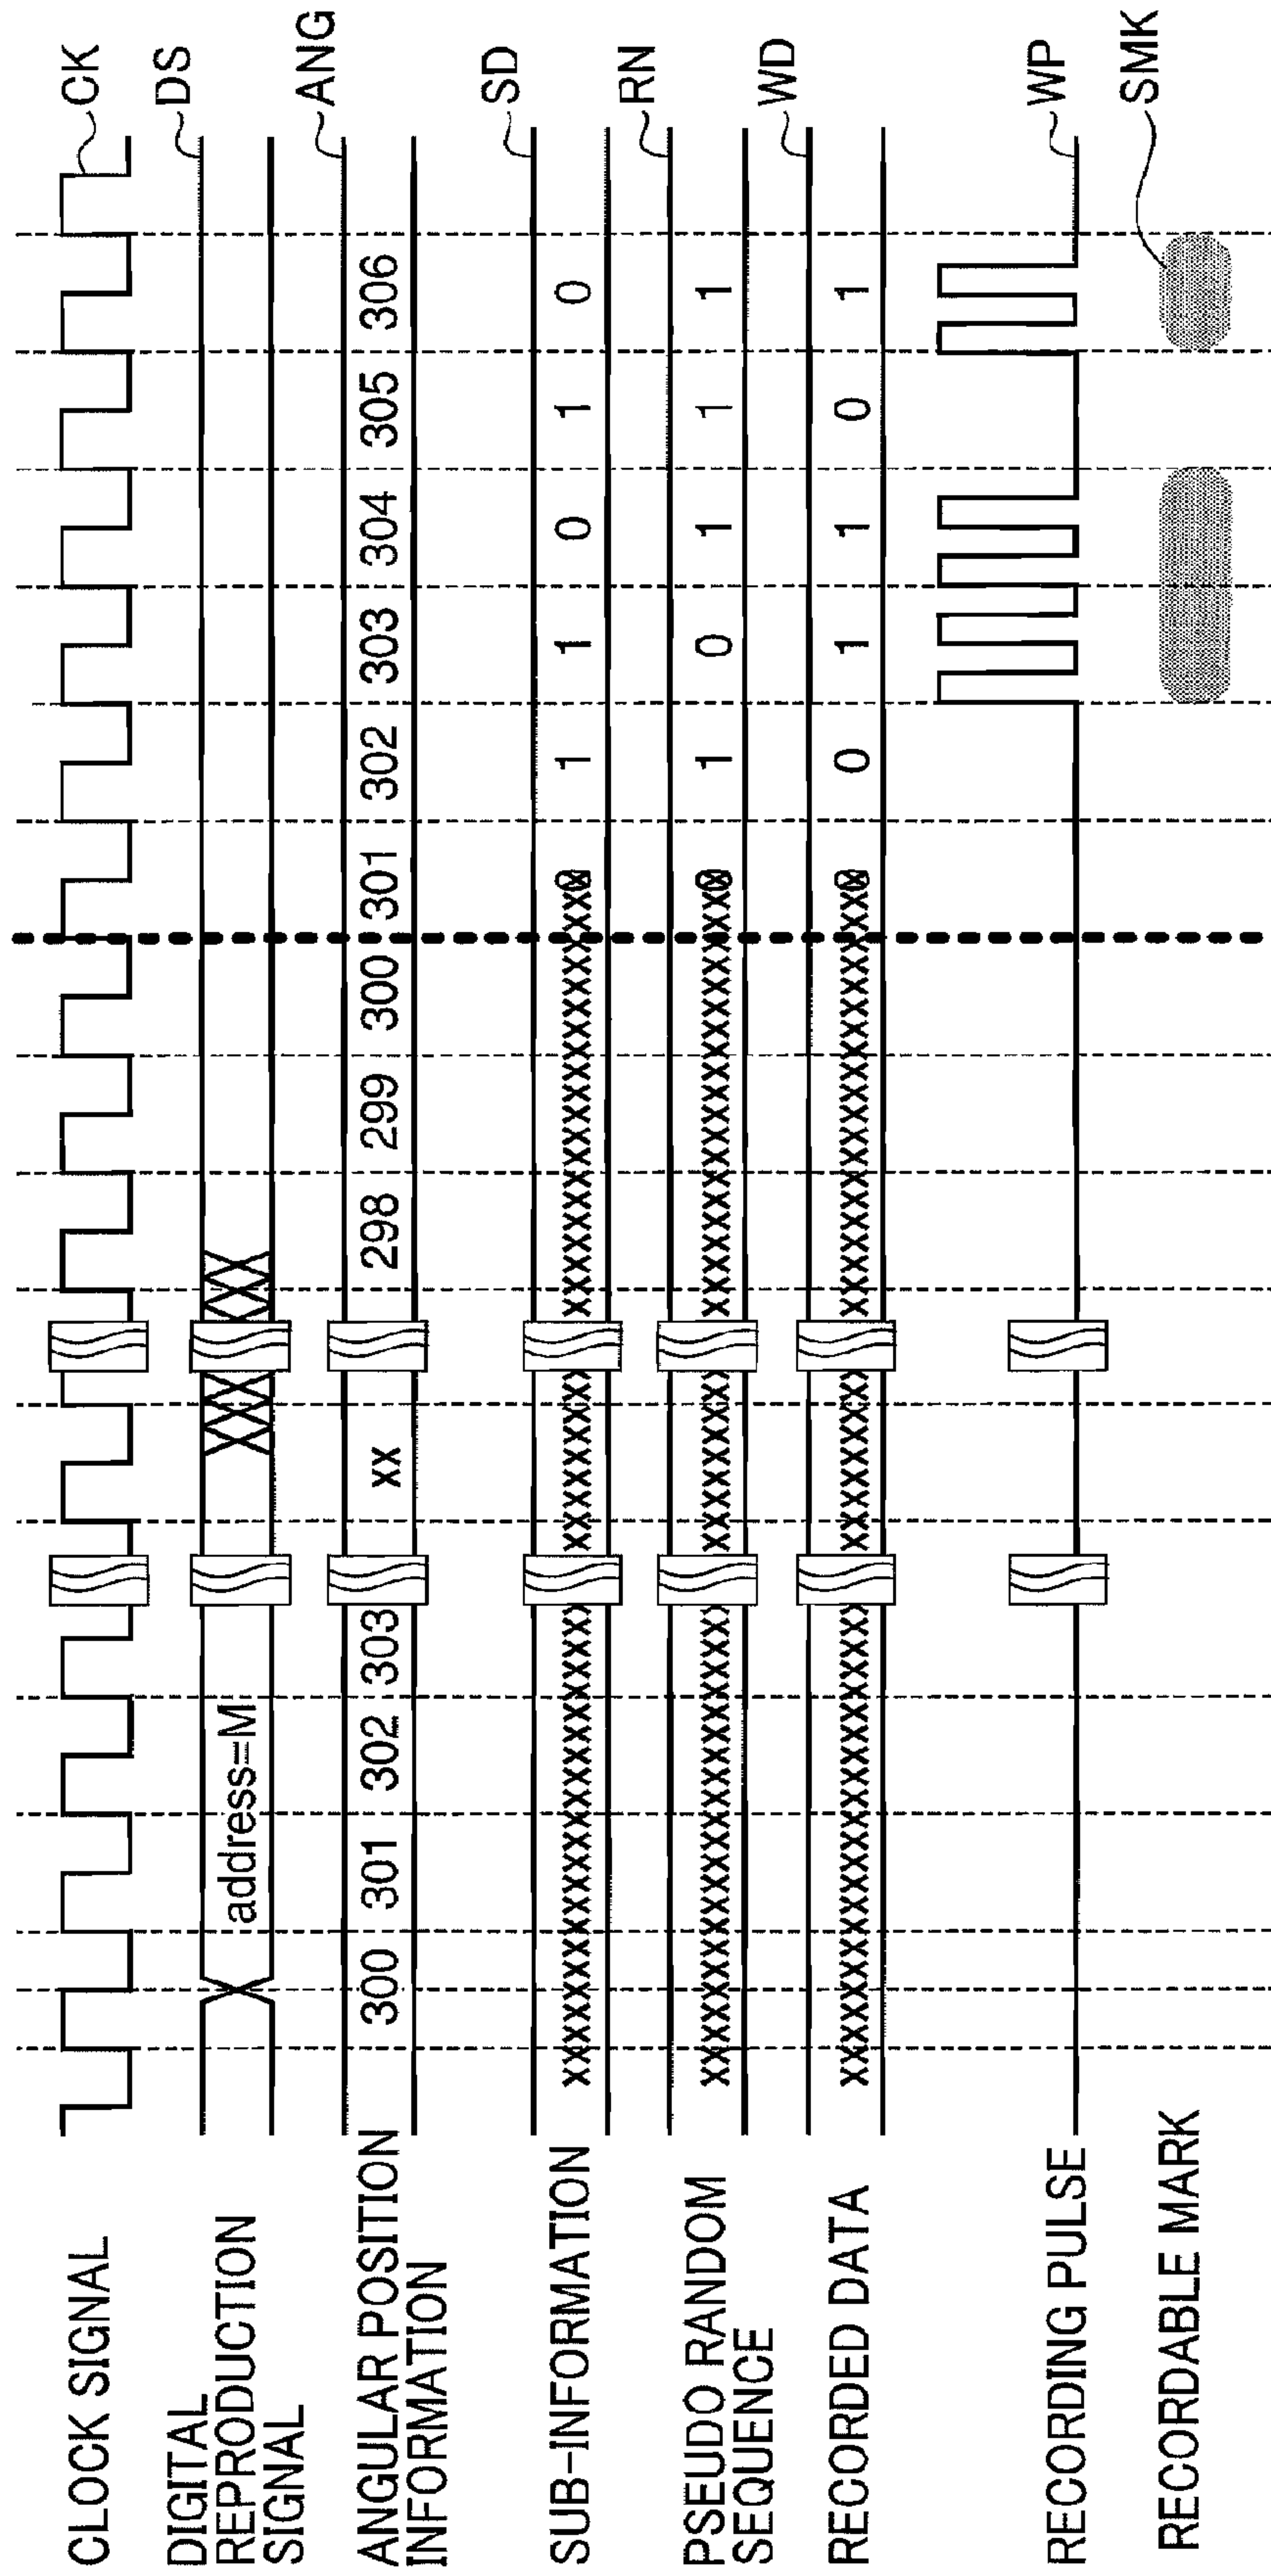 CLOCK SIGNAL CK
DIGITAL
REPRODUCTION
SIGNAL
address=M DS
ANGULAR POSITION
INFORMATION
300 301 302 303 xx 298 299 300 301 302 303 304 305 306 ANG
SUB-INFORMATION 0 1 1 0 1 0 SD
PSEUDO RANDOM
SEQUENCE
0 1 0 1 1 1 RN
RECORDED DATA 0 0 1 1 0 1 WD
RECORDING PULSE WP
RECORDABLE MARK SMK